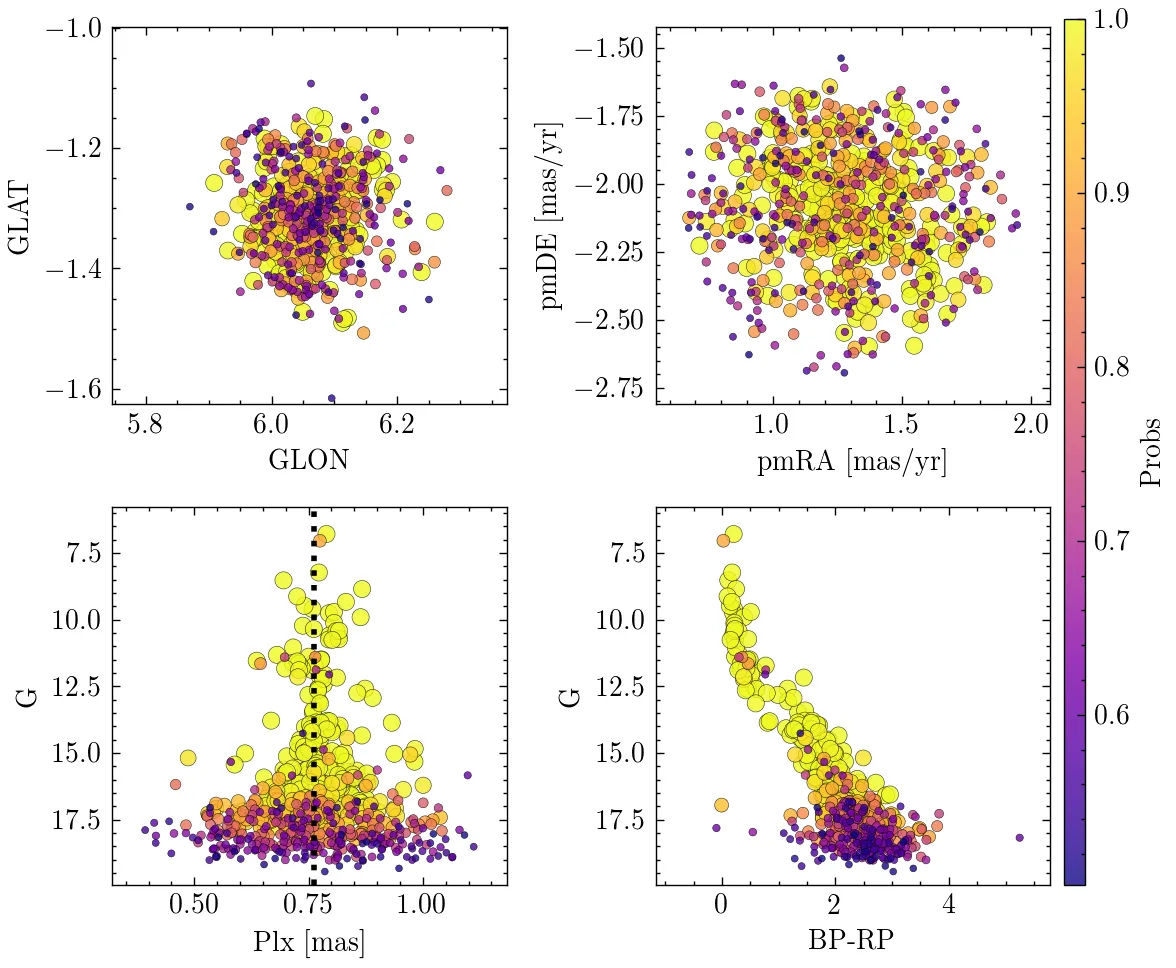 −1.0
−1.2
−1.4
−1.6
GLAT
5.8 6.0 6.2
GLON
−1.50
−1.75
−2.00
−2.25
−2.50
−2.75
pmDE [mas/yr]
1.0 1.5 2.0
pmRA [mas/yr]
7.5
10.0
12.5
15.0
17.5
G
0.50 0.75 1.00
Plx [mas]
7.5
10.0
12.5
15.0
17.5
G
0 2 4
BP-RP
1.0
0.9
0.8
0.7
0.6
Probs